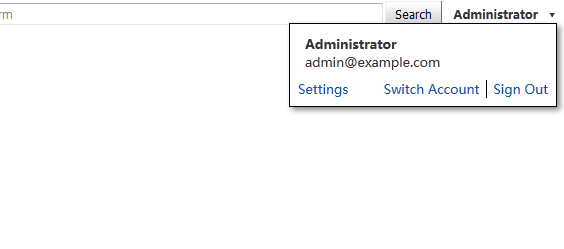 rm Search Administrator
Administrator
admin@example.com
Settings Switch Account Sign Out